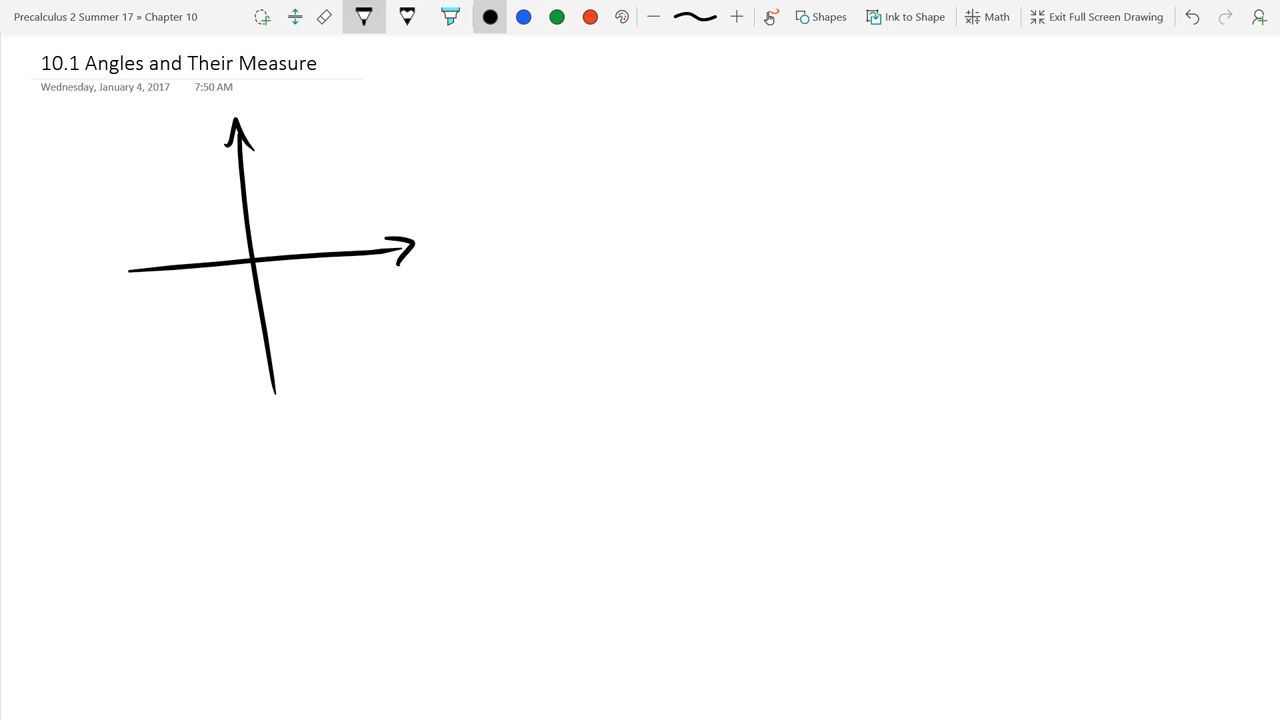 Precalculus 2 Summer 17 » Chapter 10
Shapes
Ink to Shape
Math
Exit Full Screen Drawing
10.1 Angles and Their Measure
Wednesday, January 4, 2017 7:50 AM